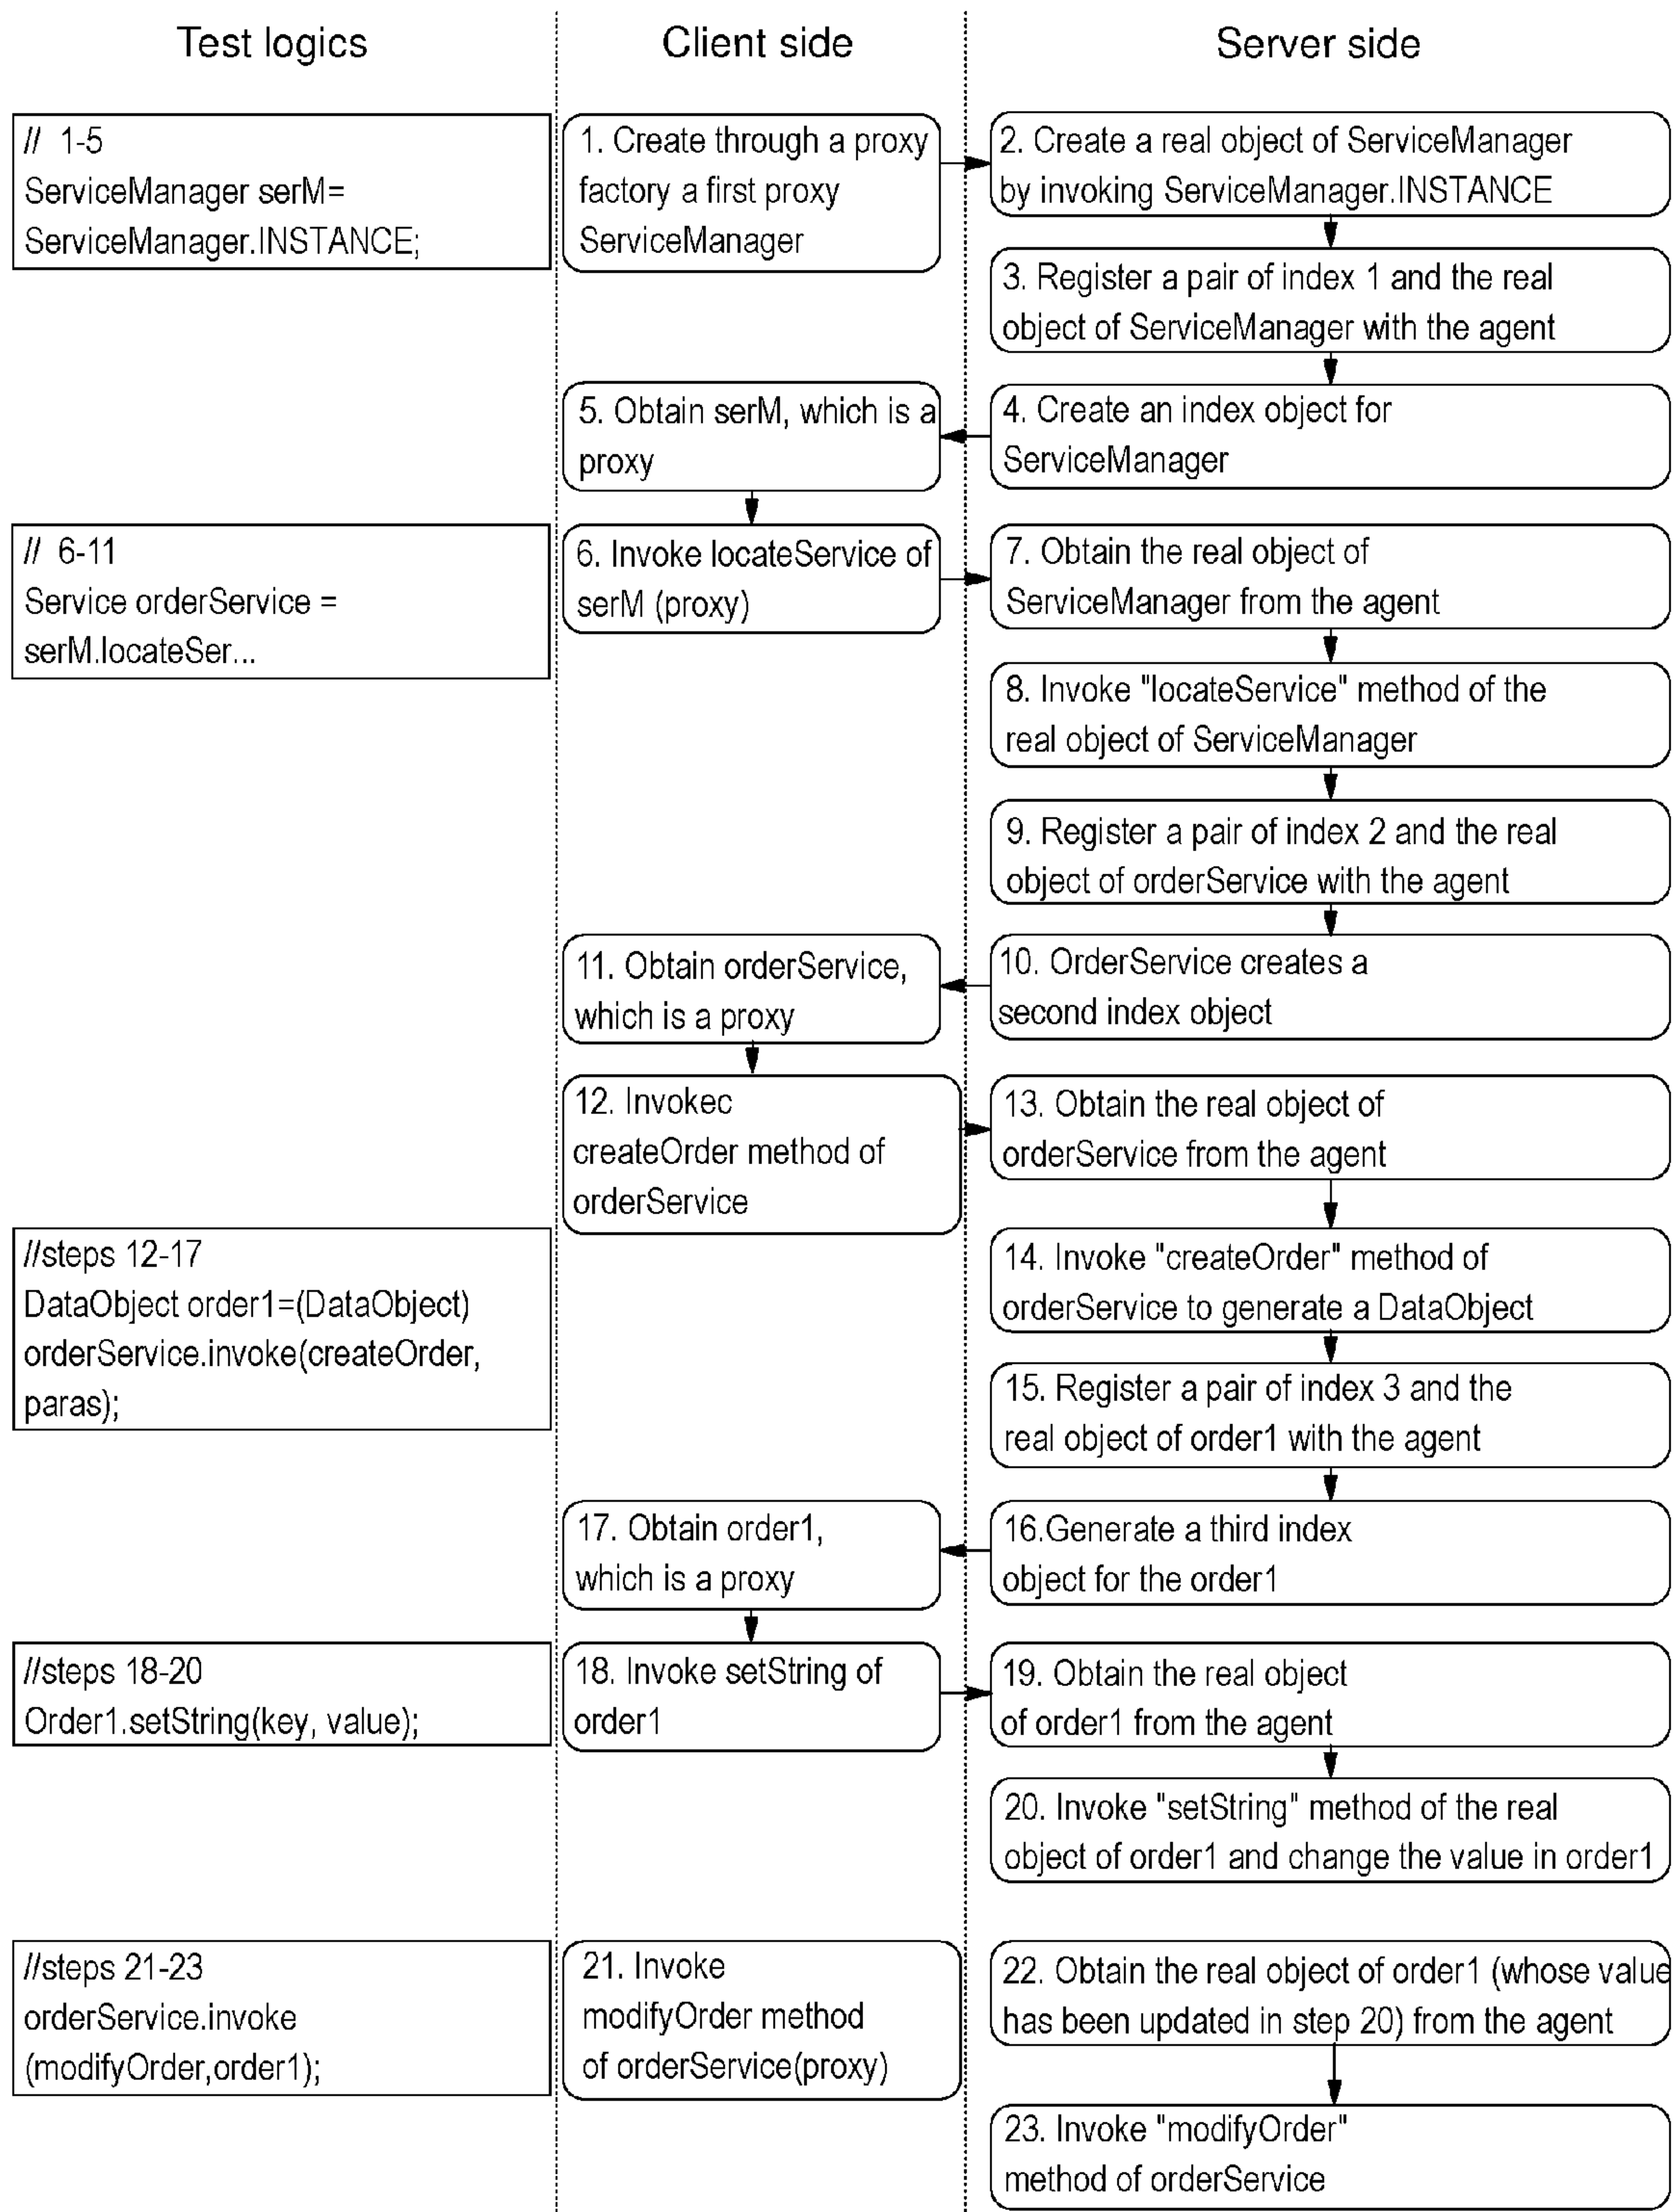 Test logics
Client side
Server side
// 1-5
ServiceManager serM=
ServiceManager.INSTANCE;
1. Create through a proxy
factory a first proxy
ServiceManager
2. Create a real object of ServiceManager
by invoking ServiceManager.INSTANCE
3. Register a pair of index 1 and the real
object of ServiceManager with the agent
5. Obtain serM, which is a
proxy
4. Create an index object for
ServiceManager
// 6-11
Service orderService =
serM.locateSer...
6. Invoke locateService of
serM (proxy)
7. Obtain the real object of
ServiceManager from the agent
8. Invoke "locateService" method of the
real object of ServiceManager
9. Register a pair of index 2 and the real
object of orderService with the agent
11. Obtain orderService,
which is a proxy
10. OrderService creates a
second index object
12. Invokec
createOrder method of
orderService
13. Obtain the real object of
orderService from the agent
//steps 12-17
DataObject order1=(DataObject)
orderService.invoke(createOrder,
paras);
14. Invoke "createOrder" method of
orderService to generate a DataObject
15. Register a pair of index 3 and the
real object of order1 with the agent
17. Obtain order1,
which is a proxy
16.Generate a third index
object for the order1
//steps 18-20
Order1.setString(key, value);
18. Invoke setString of
order1
19. Obtain the real object
of order1 from the agent
20. Invoke "setString" method of the real
object of order1 and change the value in order1
//steps 21-23
orderService.invoke
(modifyOrder,order1);
21. Invoke
modifyOrder method
of orderService(proxy)
22. Obtain the real object of order1 (whose value
has been updated in step 20) from the agent
23. Invoke "modifyOrder"
method of orderService